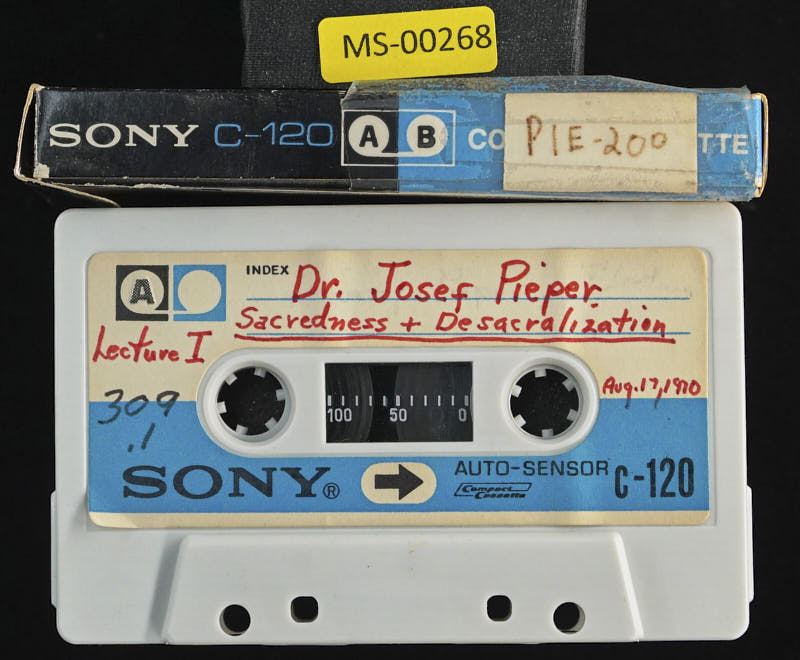 MS-00268
SONY C-120 A B CO PIE-200 TTE
A INDEX Dr. Josef Pieper
Sacredness + Desacralization
Lecture I
Aug. 17, 1970
309
.1
100 50 0
SONY® AUTO-SENSOR C-120
Compact
Cassette